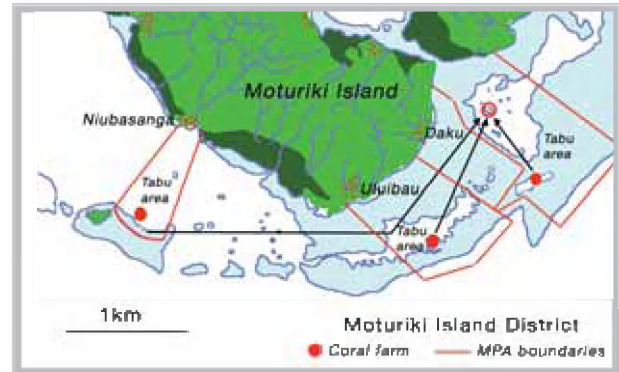 Moturiki Island
Niubasanga
Daku
Tabu
area
Tabu
area
Uluibau
Tabu
area
1km
Moturiki Island District
Coral farm
MPA boundaries